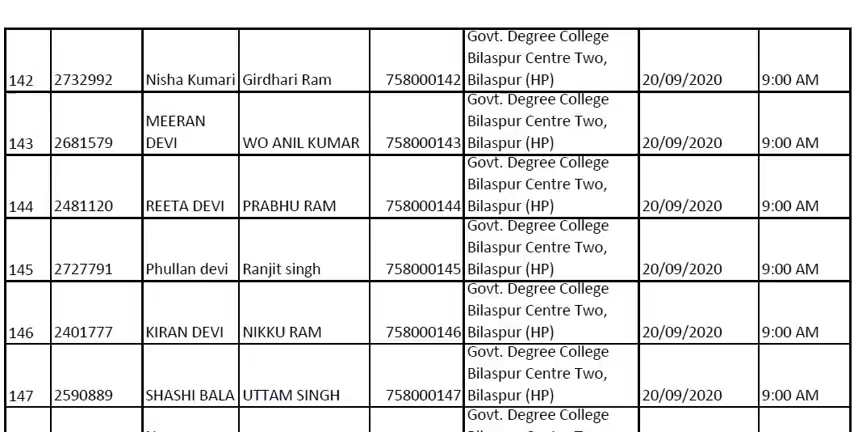 Govt. Degree College
Bilaspur Centre Two,
142 2732992 Nisha Kumari Girdhari Ram 758000142 Bilaspur (HP) 20/09/2020 9:00 AM
Govt. Degree College
MEERAN Bilaspur Centre Two,
143 2681579 DEVI WO ANIL KUMAR 758000143 Bilaspur (HP) 20/09/2020 9:00 AM
Govt. Degree College
Bilaspur Centre Two,
144 2481120 REETA DEVI PRABHU RAM 758000144 Bilaspur (HP) 20/09/2020 9:00 AM
Govt. Degree College
Bilaspur Centre Two,
145 2727791 Phullan devi Ranjit singh 758000145 Bilaspur (HP) 20/09/2020 9:00 AM
Govt. Degree College
Bilaspur Centre Two,
146 2401777 KIRAN DEVI NIKKU RAM 758000146 Bilaspur (HP) 20/09/2020 9:00 AM
Govt. Degree College
Bilaspur Centre Two,
147 2590889 SHASHI BALA UTTAM SINGH 758000147 Bilaspur (HP) 20/09/2020 9:00 AM
Govt. Degree College